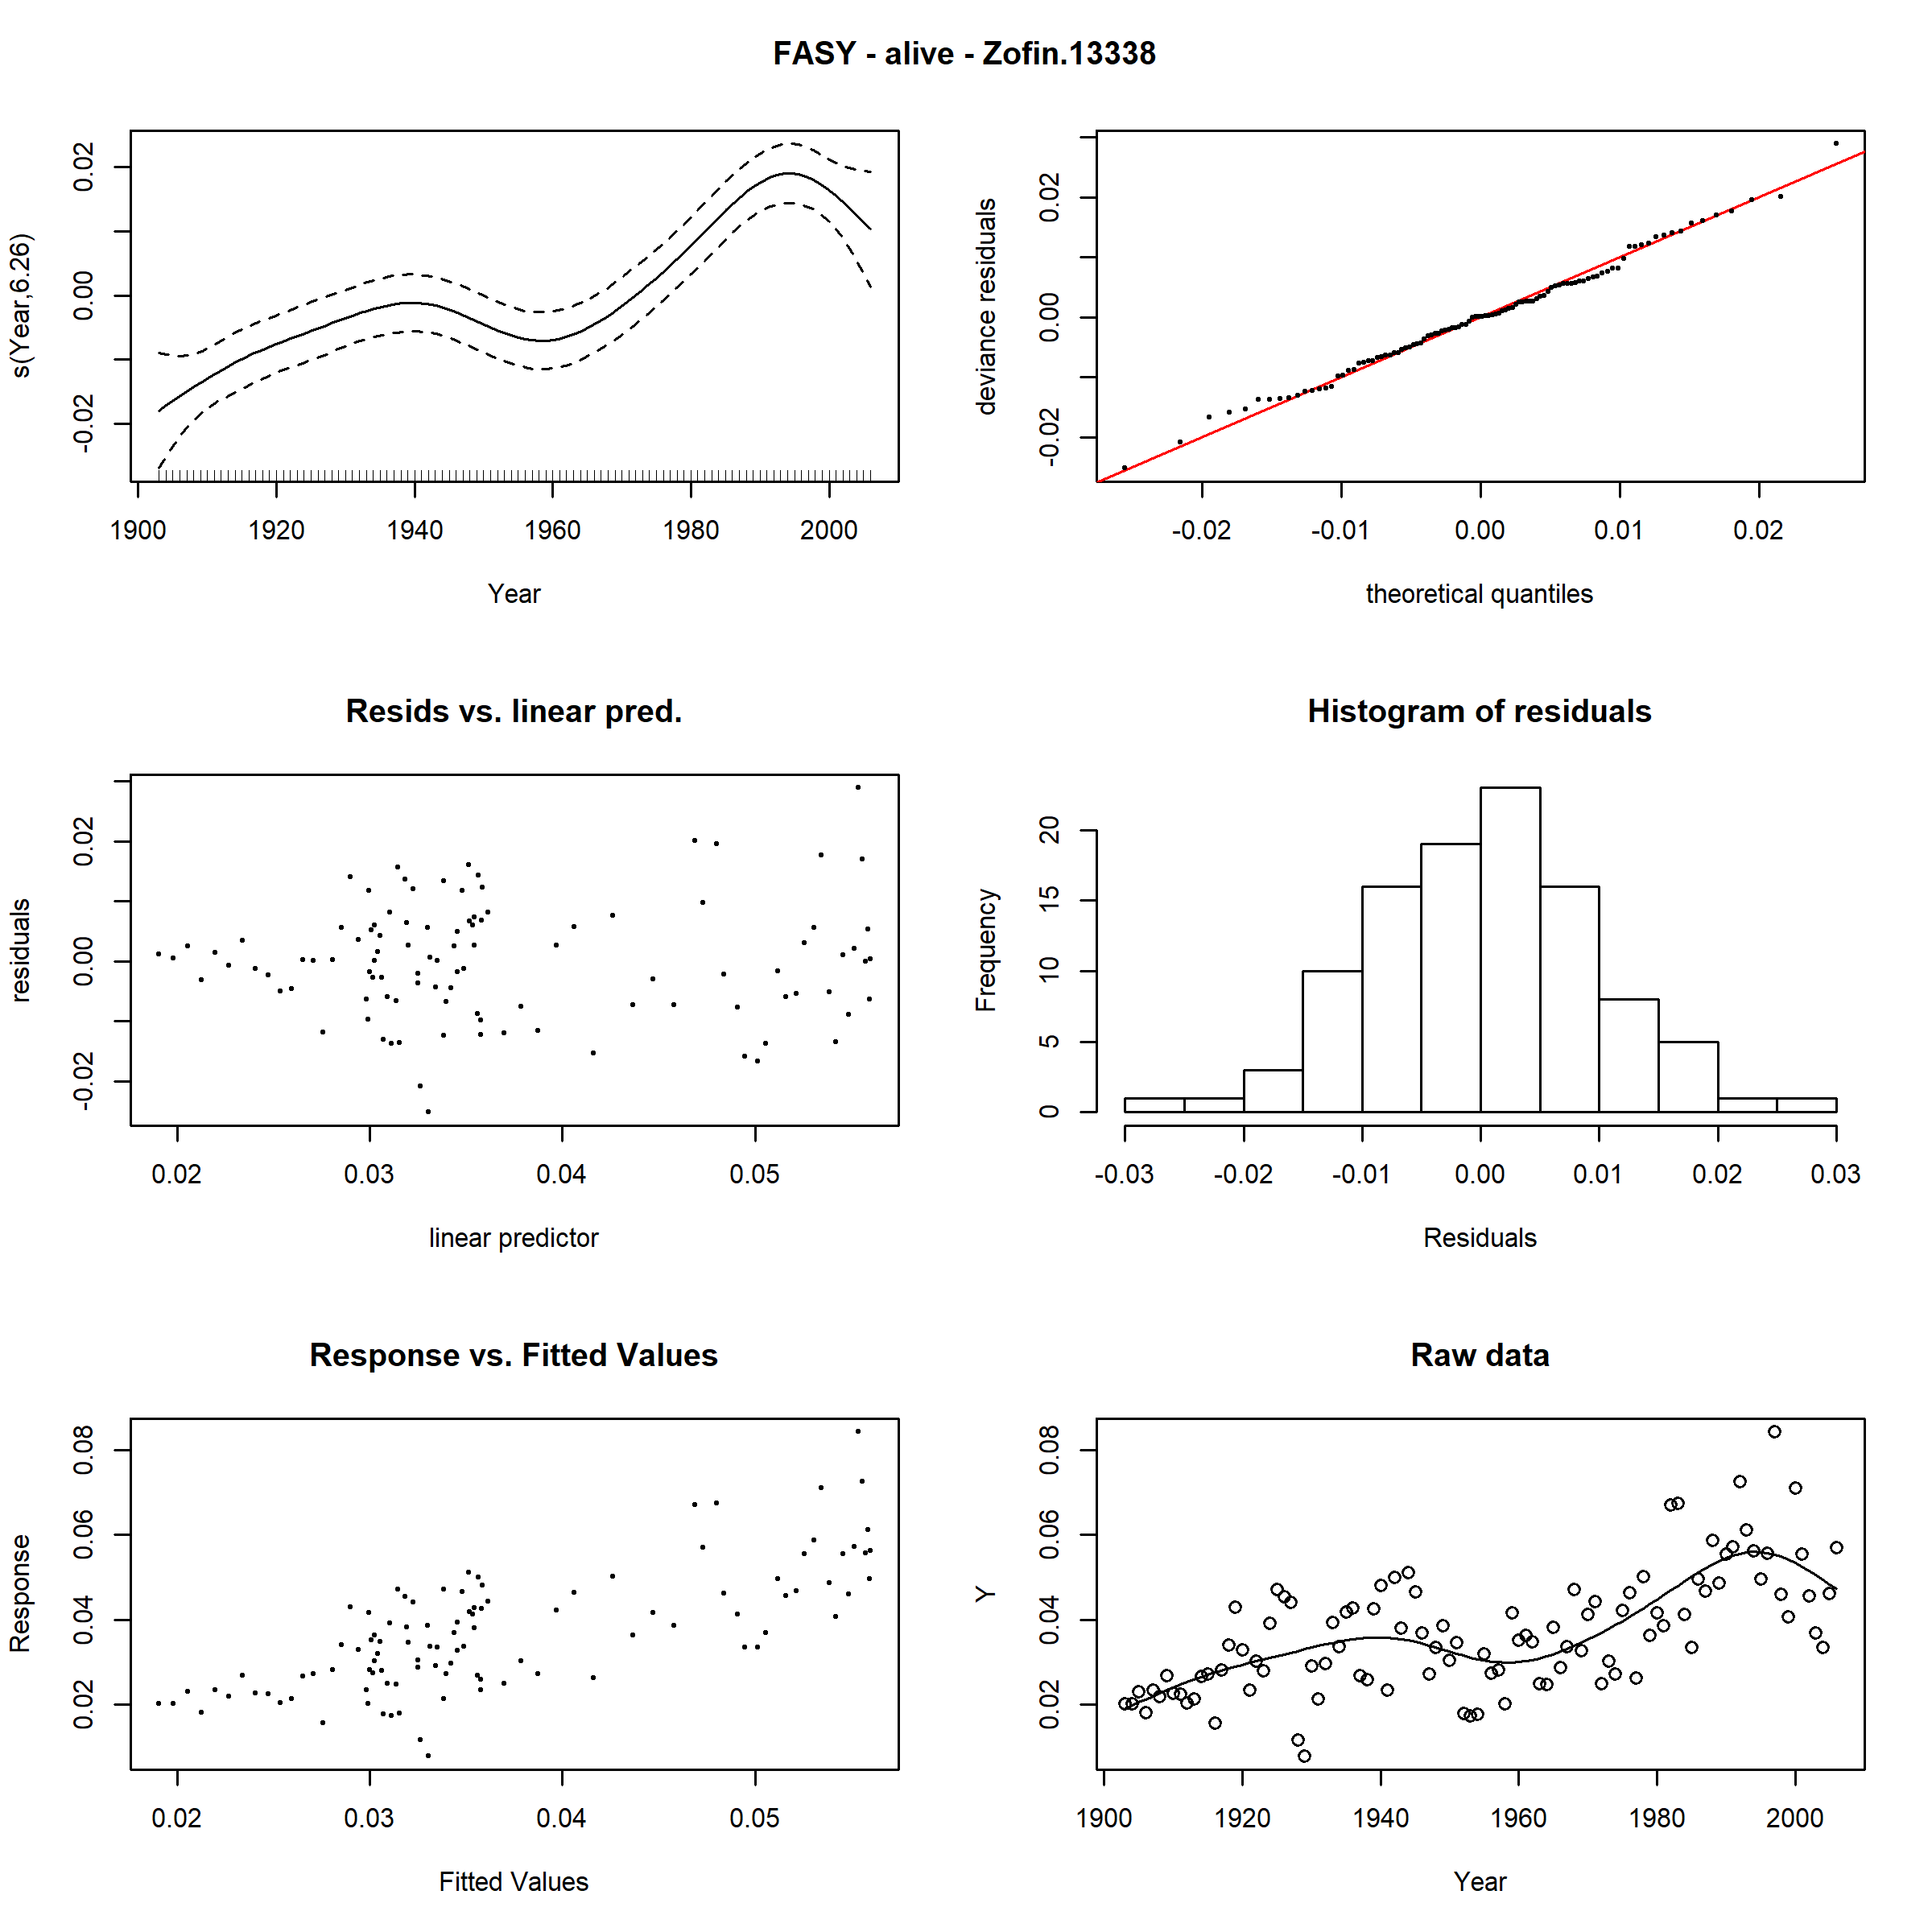 FASY - alive - Zofin.13338
s(Year,6.26)
-0.02 0.00 0.02
1900 1920 1940 1960 1980 2000
Year
deviance residuals
-0.02 0.00 0.02
-0.02 -0.01 0.00 0.01 0.02
theoretical quantiles
Resids vs. linear pred.
residuals
-0.02 0.00 0.02
0.02 0.03 0.04 0.05
linear predictor
Histogram of residuals
Frequency
0 5 10 15 20
-0.03 -0.02 -0.01 0.00 0.01 0.02 0.03
Residuals
Response vs. Fitted Values
Response
0.02 0.04 0.06 0.08
0.02 0.03 0.04 0.05
Fitted Values
Raw data
Y
0.02 0.04 0.06 0.08
1900 1920 1940 1960 1980 2000
Year